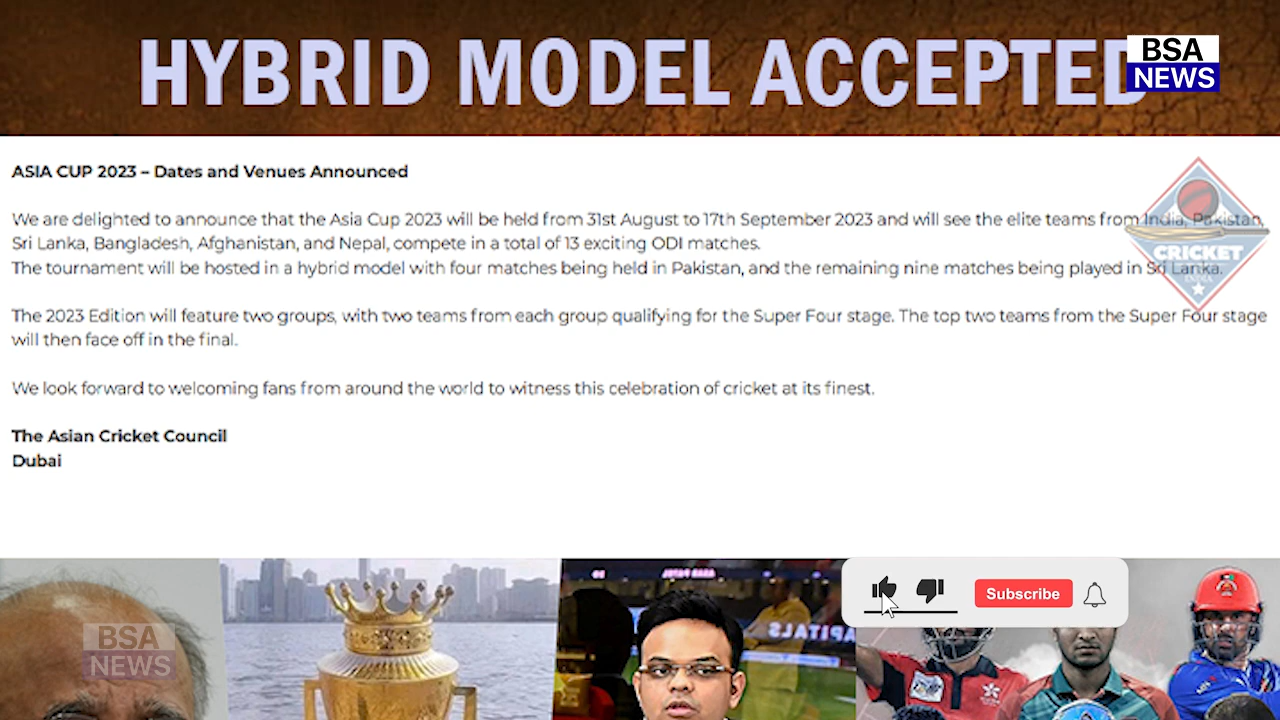 HYBRID MODEL ACCEPTED
BSA
NEWS
ASIA CUP 2023 – Dates and Venues Announced
We are delighted to announce that the Asia Cup 2023 will be held from 31st August to 17th September 2023 and will see the elite teams from India, Pakistan,
Sri Lanka, Bangladesh, Afghanistan, and Nepal, compete in a total of 13 exciting ODI matches.
The tournament will be hosted in a hybrid model with four matches being held in Pakistan, and the remaining nine matches being played in Sri Lanka.
CRICKET
The 2023 Edition will feature two groups, with two teams from each group qualifying for the Super Four stage. The top two teams from the Super Four stage
will then face off in the final.
We look forward to welcoming fans from around the world to witness this celebration of cricket at its finest.
The Asian Cricket Council
Dubai
Subscribe
BSA
NEWS